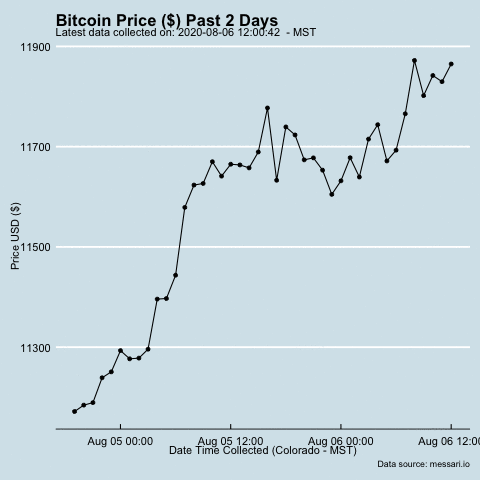 Bitcoin Price ($) Past 2 Days
Latest data collected on: 2020-08-06 12:00:42 - MST
11900
11700
11500
11300
Price USD ($)
Aug 05 00:00
Aug 05 12:00
Aug 06 00:00
Aug 06 12:00
Date Time Collected (Colorado - MST)
Data source: messari.io